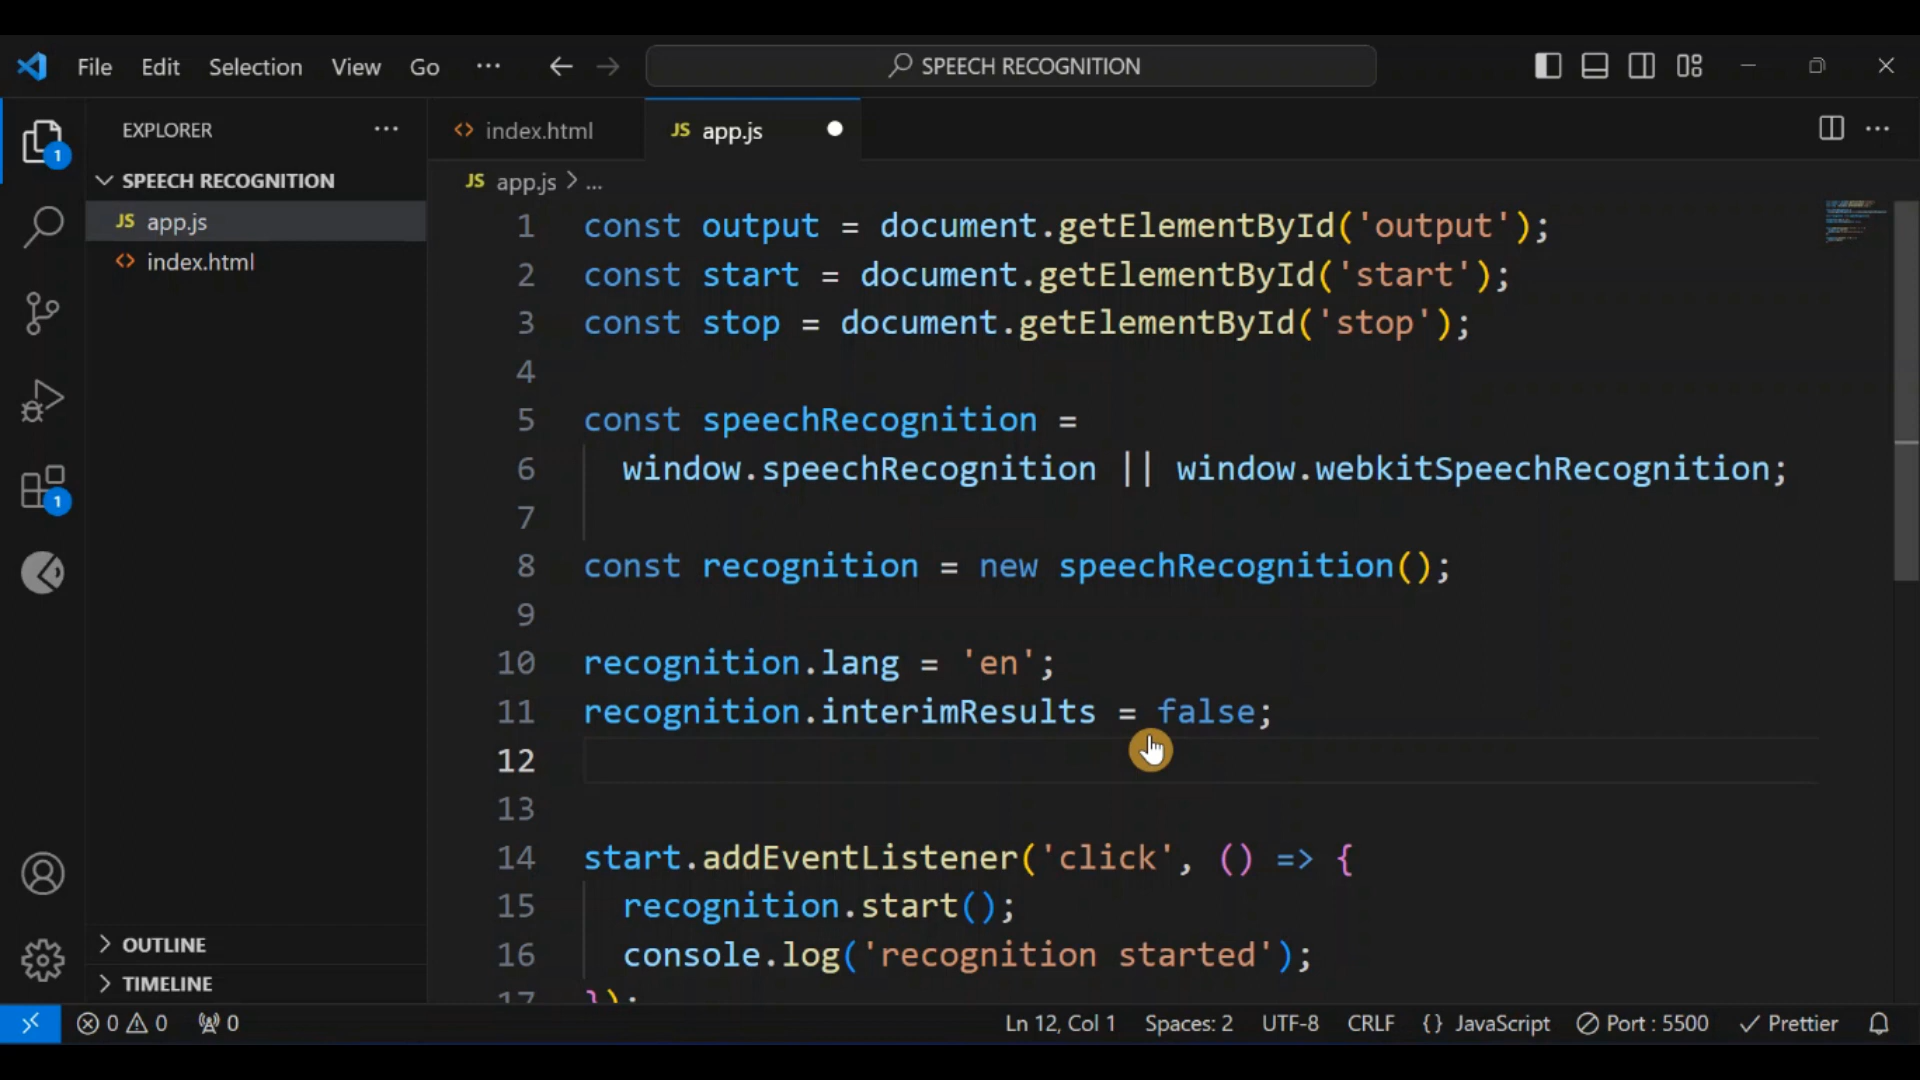 File Edit Selection View Go ··· SPEECH RECOGNITION
EXPLORER ···
SPEECH RECOGNITION
JS app.js
<> index.html
OUTLINE
TIMELINE
1
1
<> index.html JS app.js
JS app.js > ...
1 const output = document.getElementById('output');
2 const start = document.getElementById('start');
3 const stop = document.getElementById('stop');
4
5 const speechRecognition =
6 window.speechRecognition || window.webkitSpeechRecognition;
7
8 const recognition = new speechRecognition();
9
10 recognition.lang = 'en';
11 recognition.interimResults = false;
12
13
14 start.addEventListener('click', () => {
15 recognition.start();
16 console.log('recognition started');
17 });
0 0 0 Ln 12, Col 1 Spaces: 2 UTF-8 CRLF {} JavaScript Port : 5500 Prettier